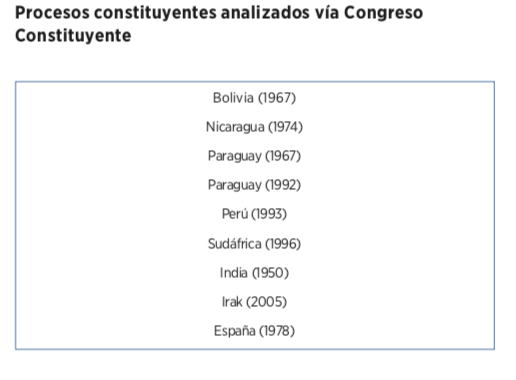 Procesos constituyentes analizados vía Congreso
Constituyente
Bolivia (1967)
Nicaragua (1974)
Paraguay (1967)
Paraguay (1992)
Perú (1993)
Sudáfrica (1996)
India (1950)
Irak (2005)
España (1978)